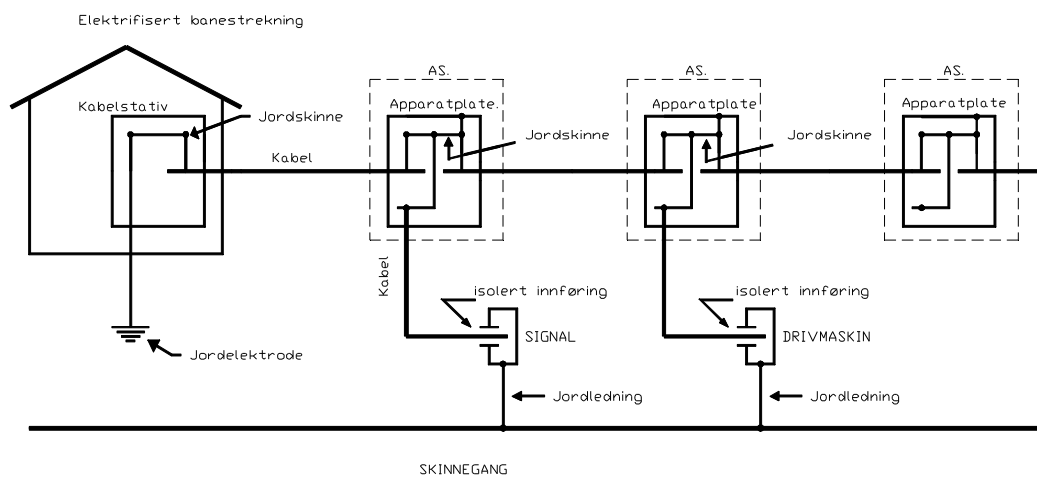 Elektrifisert banestrekning
AS.
AS.
AS.
Kabelstativ
Apparatplate.
Apparatplate
Apparatplate
Jordskinne
Jordskinne
Jordskinne
Kabel
Kabel
isolert innføring
isolert innføring
SIGNAL
DRIVMASKIN
Jordelektrode
Jordledning
Jordledning
SKINNEGANG